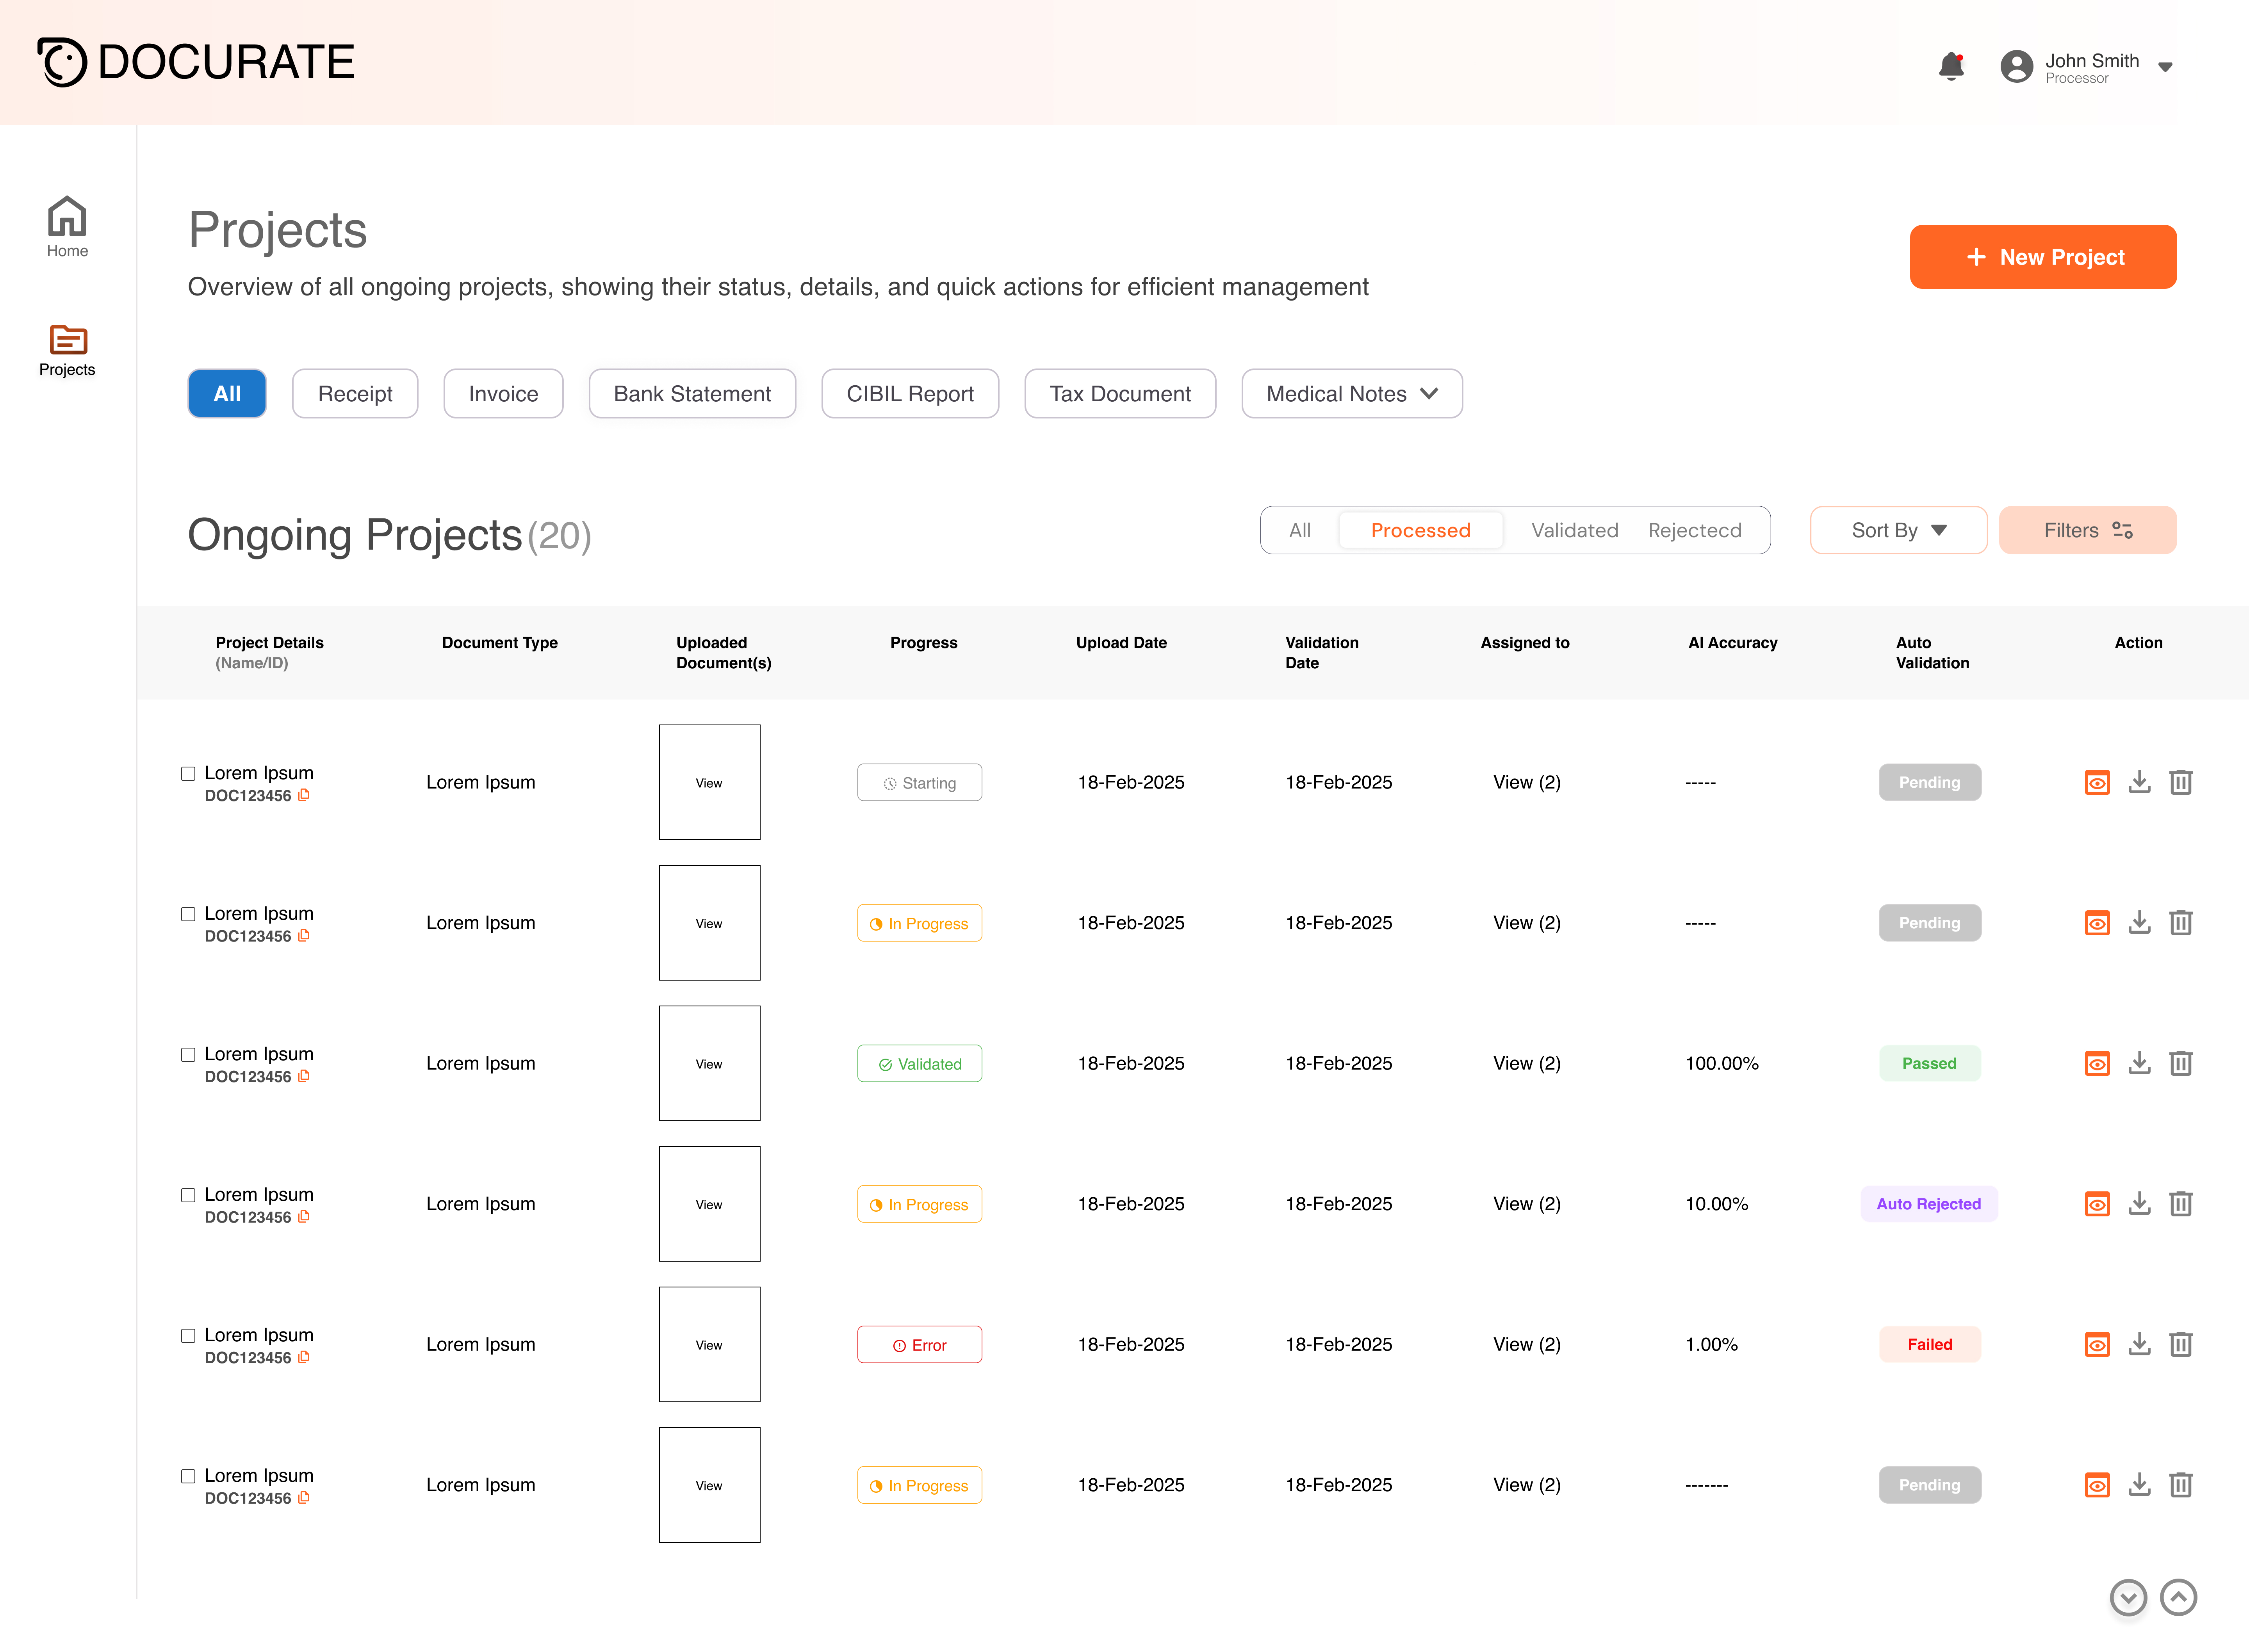 DOCURATE
John Smith
Processor
Home
Projects
Projects
Overview of all ongoing projects, showing their status, details, and quick actions for efficient management
+ New Project
All Receipt Invoice Bank Statement CIBIL Report Tax Document Medical Notes
Ongoing Projects (20)
All Processed Validated Rejectecd Sort By Filters
Project Details Document Type Uploaded Progress Upload Date Validation Assigned to AI Accuracy Auto Action
(Name/ID) Document(s) Date Validation
Lorem Ipsum
DOC123456
Lorem Ipsum View Starting 18-Feb-2025 18-Feb-2025 View (2) ----- Pending
Lorem Ipsum
DOC123456
Lorem Ipsum View In Progress 18-Feb-2025 18-Feb-2025 View (2) ----- Pending
Lorem Ipsum
DOC123456
Lorem Ipsum View Validated 18-Feb-2025 18-Feb-2025 View (2) 100.00% Passed
Lorem Ipsum
DOC123456
Lorem Ipsum View In Progress 18-Feb-2025 18-Feb-2025 View (2) 10.00% Auto Rejected
Lorem Ipsum
DOC123456
Lorem Ipsum View Error 18-Feb-2025 18-Feb-2025 View (2) 1.00% Failed
Lorem Ipsum
DOC123456
Lorem Ipsum View In Progress 18-Feb-2025 18-Feb-2025 View (2) ------- Pending